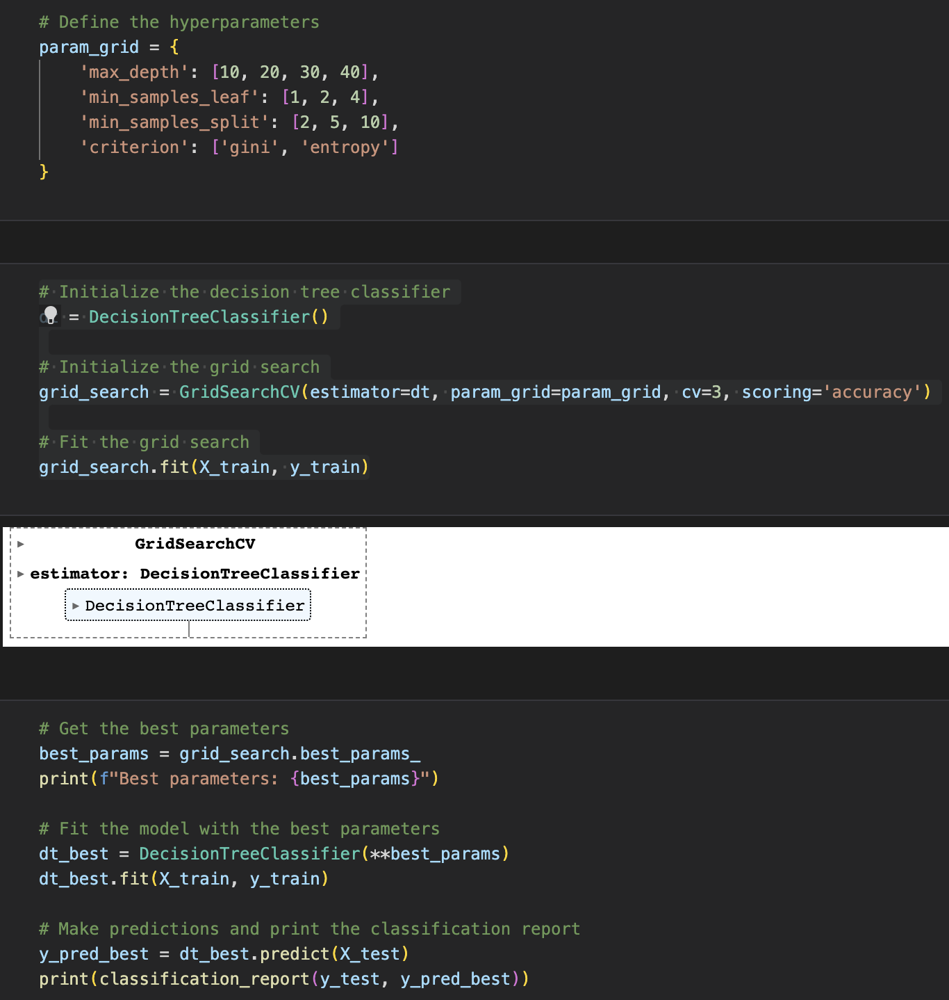 # Define the hyperparameters
param_grid = {
    'max_depth': [10, 20, 30, 40],
    'min_samples_leaf': [1, 2, 4],
    'min_samples_split': [2, 5, 10],
    'criterion': ['gini', 'entropy']
}
# Initialize the decision tree classifier
= DecisionTreeClassifier()
# Initialize the grid search
grid_search = GridSearchCV(estimator=dt, param_grid=param_grid, cv=3, scoring='accuracy')
# Fit the grid search
grid_search.fit(X_train, y_train)
GridSearchCV
estimator: DecisionTreeClassifier
DecisionTreeClassifier
# Get the best parameters
best_params = grid_search.best_params_
print(f"Best parameters: {best_params}")
# Fit the model with the best parameters
dt_best = DecisionTreeClassifier(**best_params)
dt_best.fit(X_train, y_train)
# Make predictions and print the classification report
y_pred_best = dt_best.predict(X_test)
print(classification_report(y_test, y_pred_best))